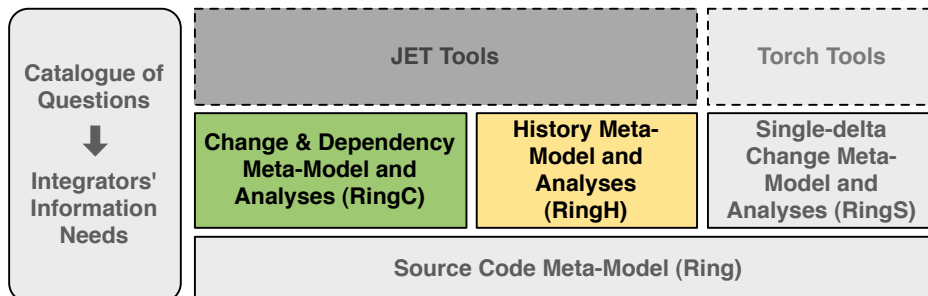 Catalogue of
Questions
Integrators'
Information
Needs
JET Tools
Torch Tools
Change & Dependency
Meta-Model and
Analyses (RingC)
History Meta-
Model and
Analyses
(RingH)
Single-delta
Change Meta-
Model and
Analyses (RingS)
Source Code Meta-Model (Ring)